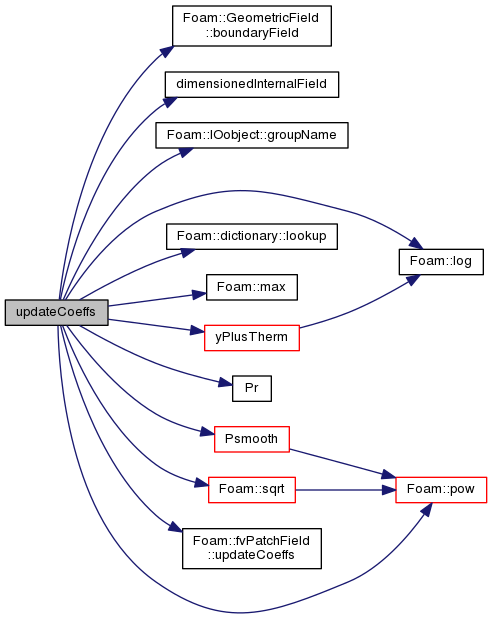 Foam::GeometricField
::boundaryField
dimensionedInternalField
Foam::IOobject::groupName
Foam::dictionary::lookup
Foam::log
Foam::max
updateCoeffs
yPlusTherm
Pr
Psmooth
Foam::sqrt
Foam::pow
Foam::fvPatchField
::updateCoeffs